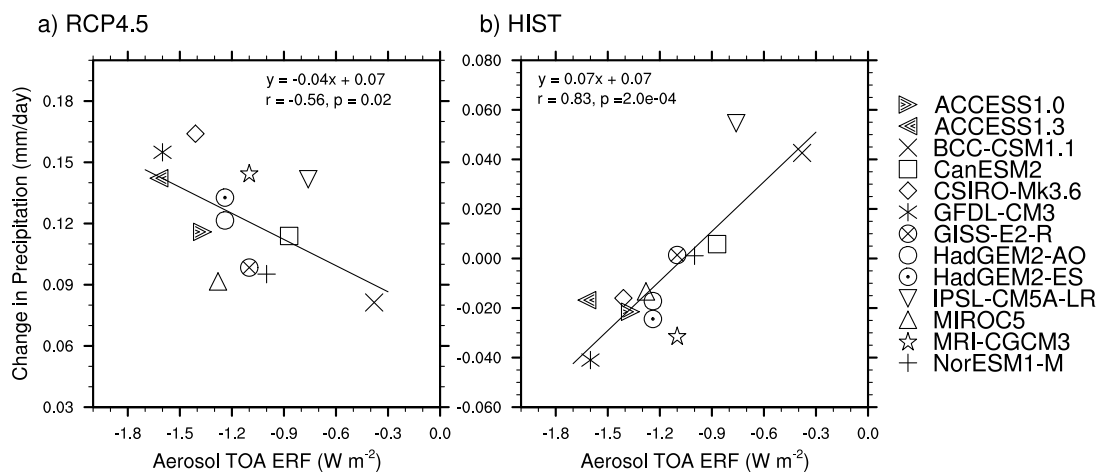 a) RCP4.5
b) HIST
Change in Precipitation (mm/day)
0.18
0.15
0.12
0.09
0.06
0.03
y = -0.04x + 0.07
r = -0.56, p = 0.02
-1.8 -1.5 -1.2 -0.9 -0.6 -0.3 0.0
Aerosol TOA ERF (W m-2)
0.080
0.060
0.040
0.020
0.000
-0.020
-0.040
-0.060
y = 0.07x + 0.07
r = 0.83, p =2.0e-04
-1.8 -1.5 -1.2 -0.9 -0.6 -0.3 0.0
Aerosol TOA ERF (W m-2)
ACCESS1.0
ACCESS1.3
BCC-CSM1.1
CanESM2
CSIRO-Mk3.6
GFDL-CM3
GISS-E2-R
HadGEM2-AO
HadGEM2-ES
IPSL-CM5A-LR
MIROC5
MRI-CGCM3
NorESM1-M